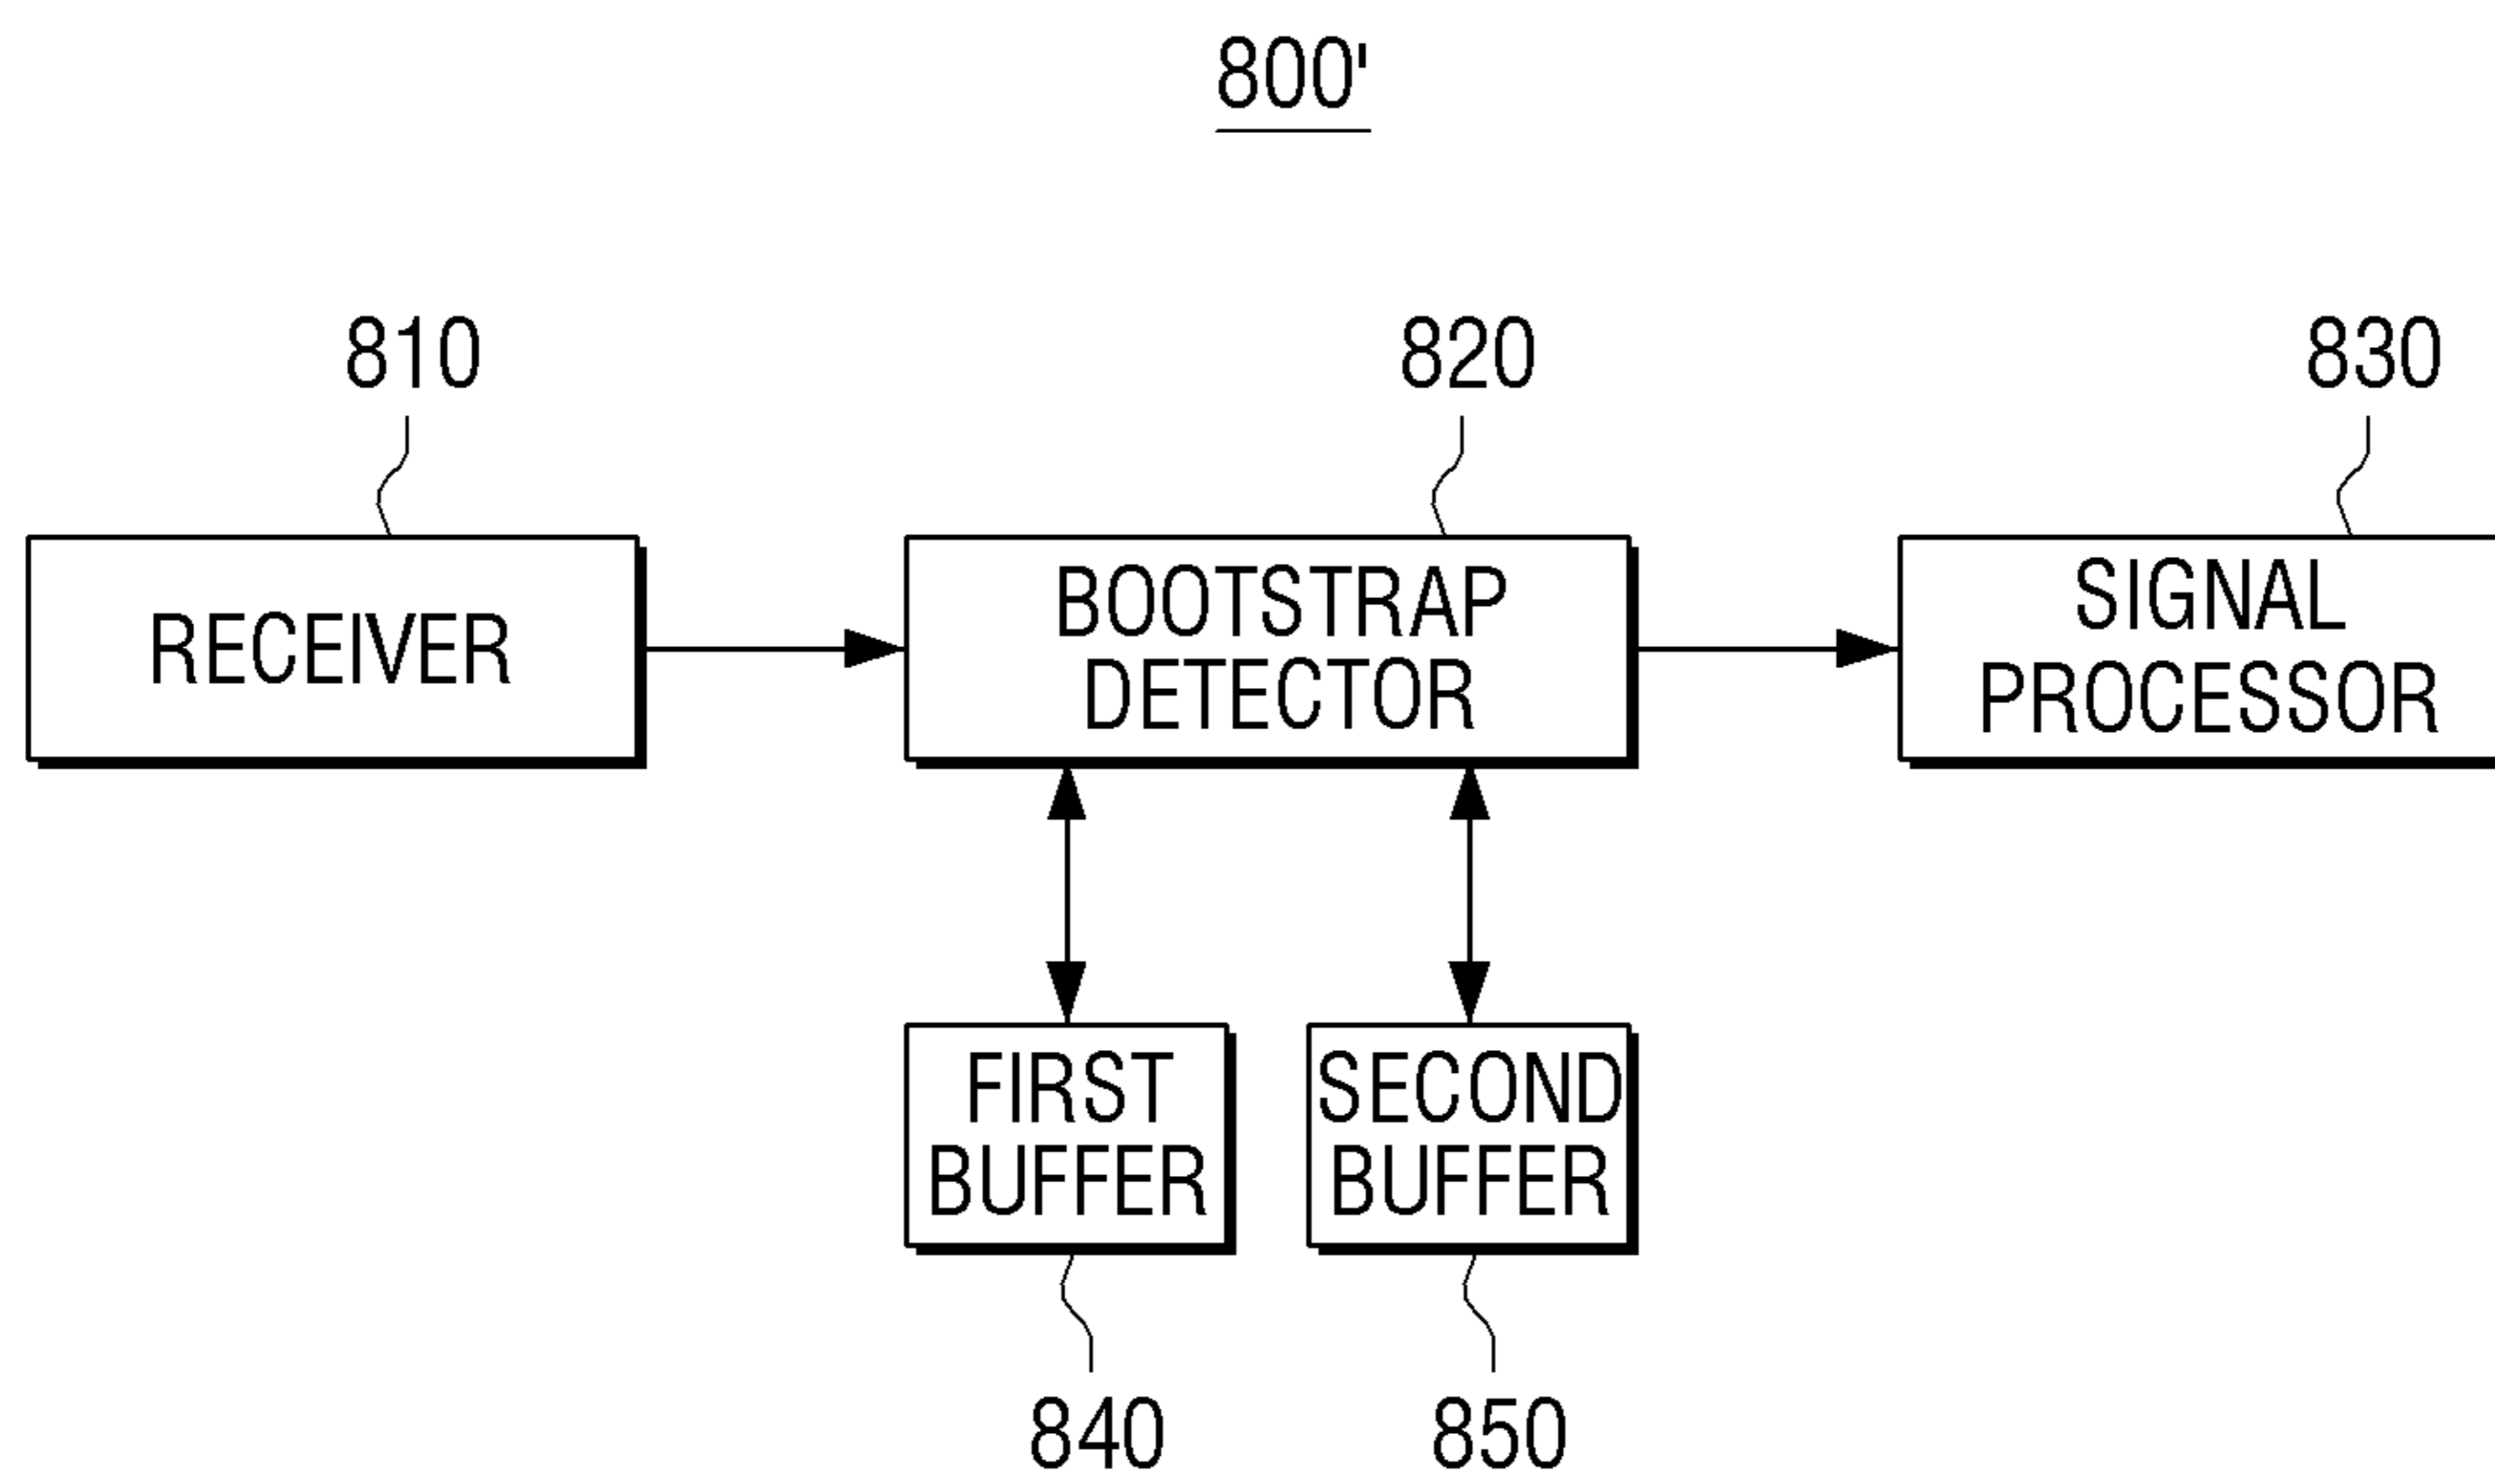 800'
810
820
830
RECEIVER
BOOTSTRAP
DETECTOR
SIGNAL
PROCESSOR
FIRST
BUFFER
SECOND
BUFFER
840
850